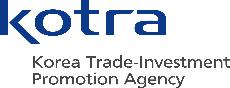 kotra
Korea Trade-Investment
Promotion Agency